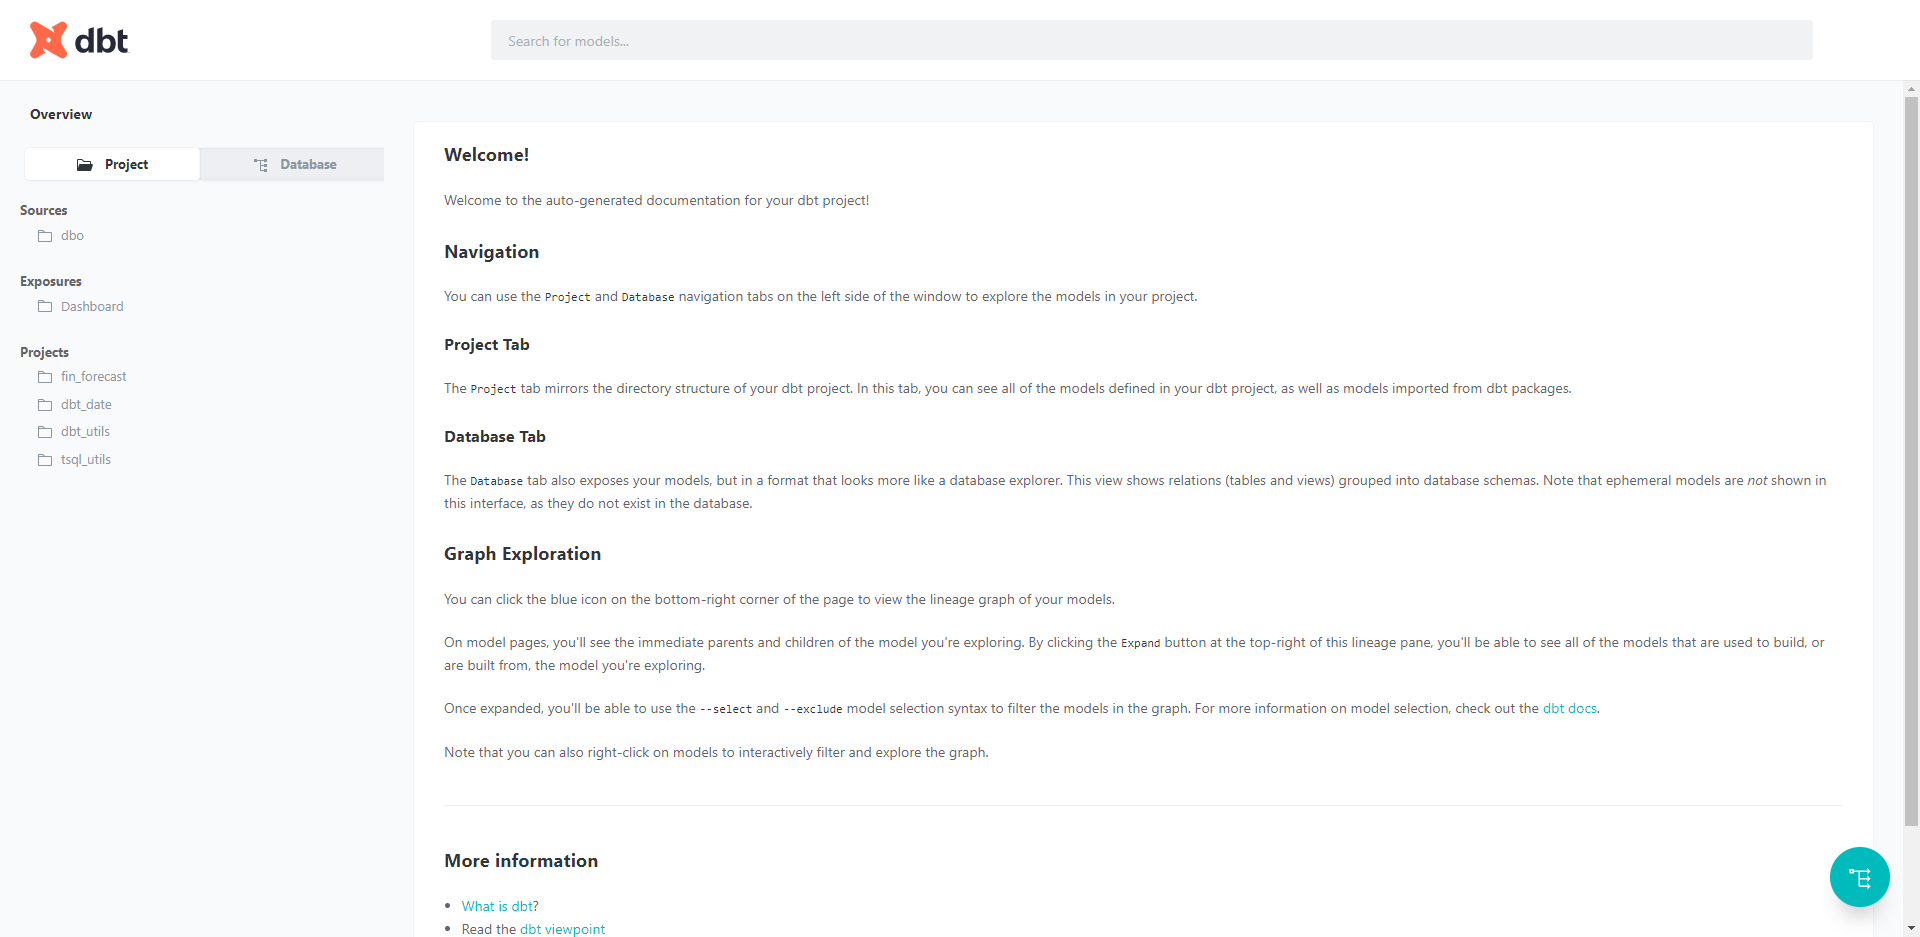 dbt
Search for models...
Overview
Project
Database
Sources
dbo
Exposures
Dashboard
Projects
fin_forecast
dbt_date
dbt_utils
tsql_utils
Welcome!
Welcome to the auto-generated documentation for your dbt project!
Navigation
You can use the Project and Database navigation tabs on the left side of the window to explore the models in your project.
Project Tab
The Project tab mirrors the directory structure of your dbt project. In this tab, you can see all of the models defined in your dbt project, as well as models imported from dbt packages.
Database Tab
The Database tab also exposes your models, but in a format that looks more like a database explorer. This view shows relations (tables and views) grouped into database schemas. Note that ephemeral models are not shown in
this interface, as they do not exist in the database.
Graph Exploration
You can click the blue icon on the bottom-right corner of the page to view the lineage graph of your models.
On model pages, you'll see the immediate parents and children of the model you're exploring. By clicking the Expand button at the top-right of this lineage pane, you'll be able to see all of the models that are used to build, or
are built from, the model you're exploring.
Once expanded, you'll be able to use the --select and --exclude model selection syntax to filter the models in the graph. For more information on model selection, check out the dbt docs.
Note that you can also right-click on models to interactively filter and explore the graph.
More information
• What is dbt?
• Read the dbt viewpoint